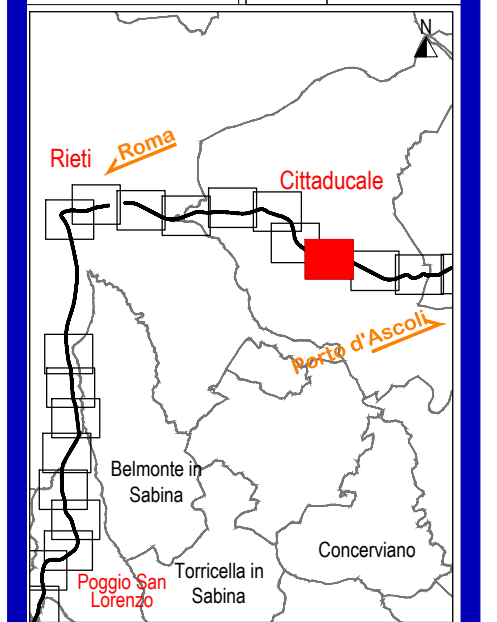 N
Roma
Rieti
Cittaducale
Porto d'Ascoli
Belmonte in
Sabina
Concerviano
Poggio San
Lorenzo
Torricella in
Sabina